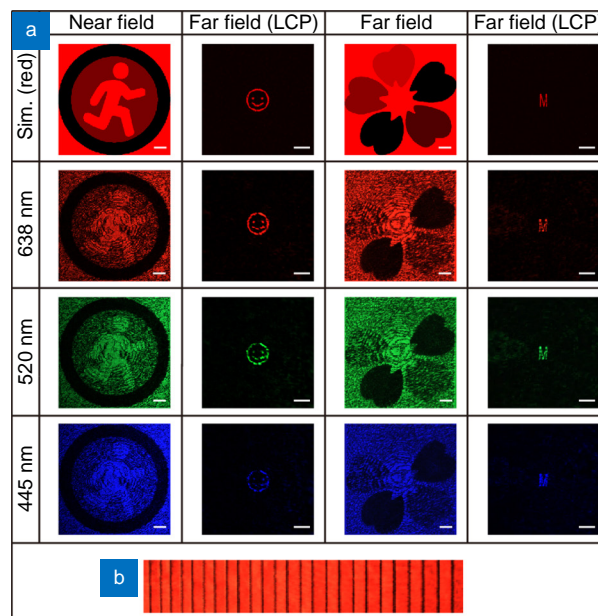 a
Near field
Far field (LCP)
Far field
Far field (LCP
Sim. (red)
M
638 nm
M
520 nm
M
445 nm
M
b